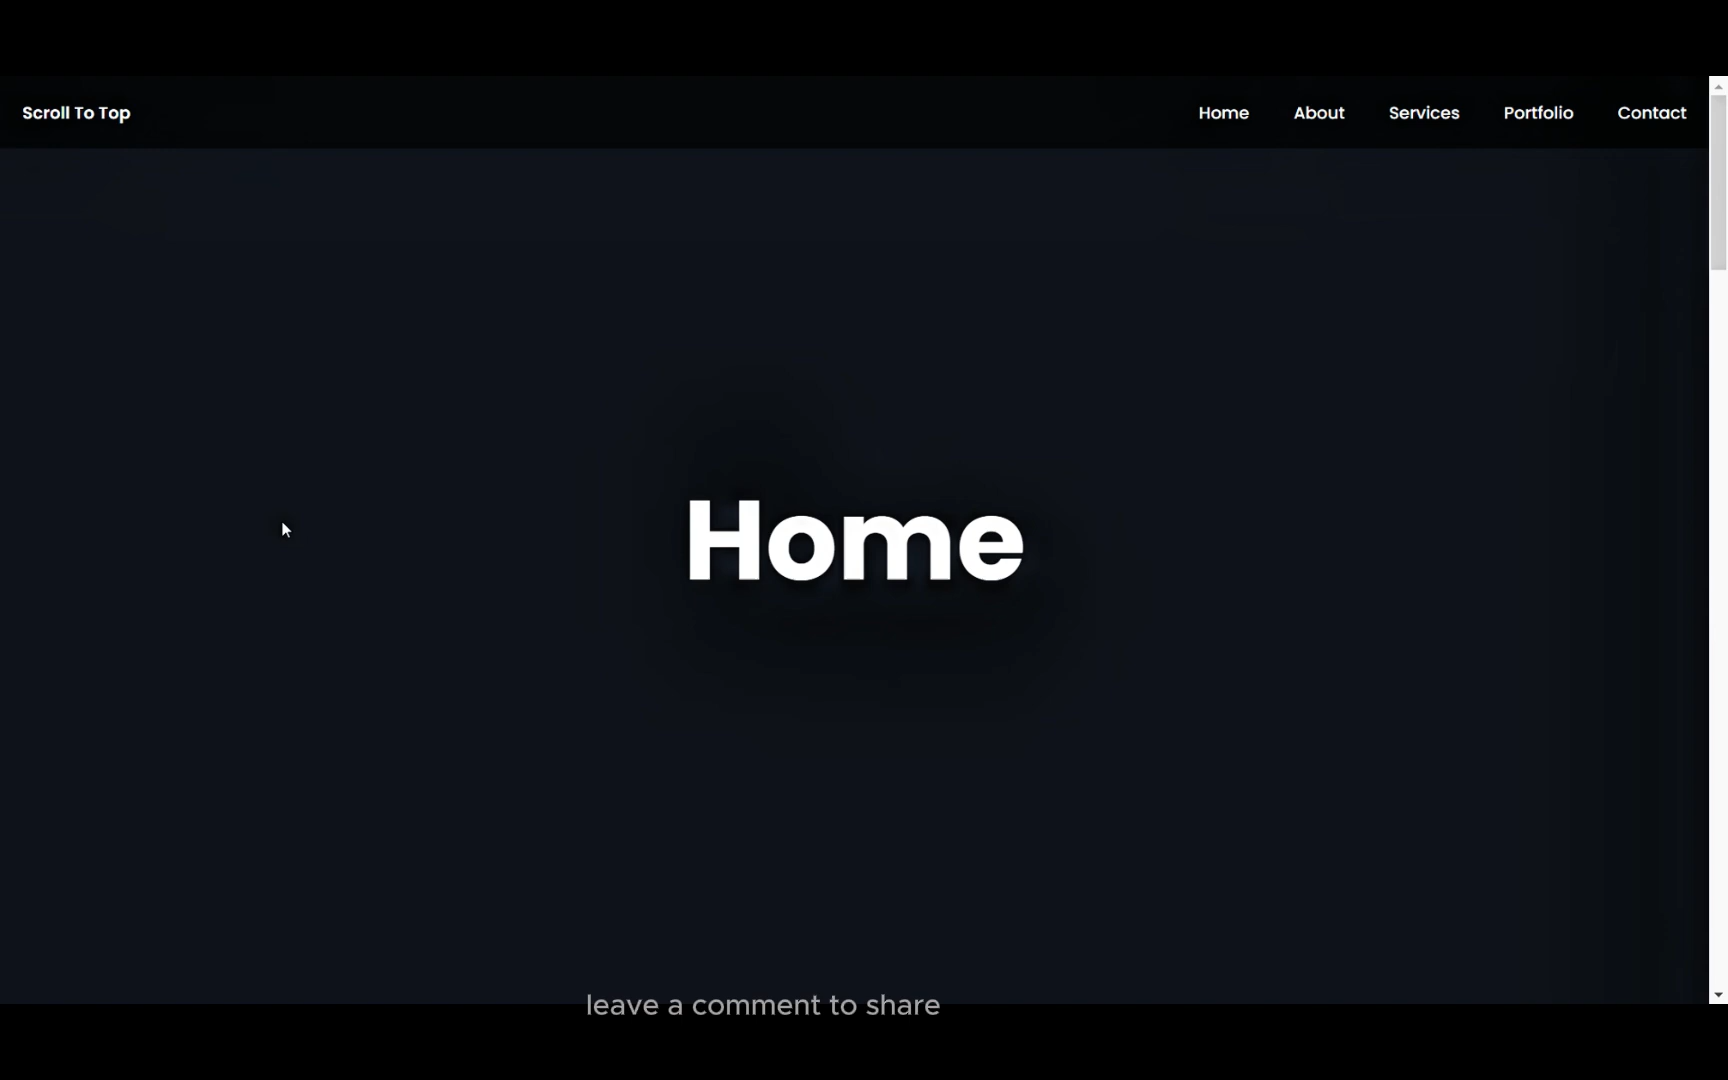 Scroll To Top
Home About Services Portfolio Contact
Home
leave a comment to share